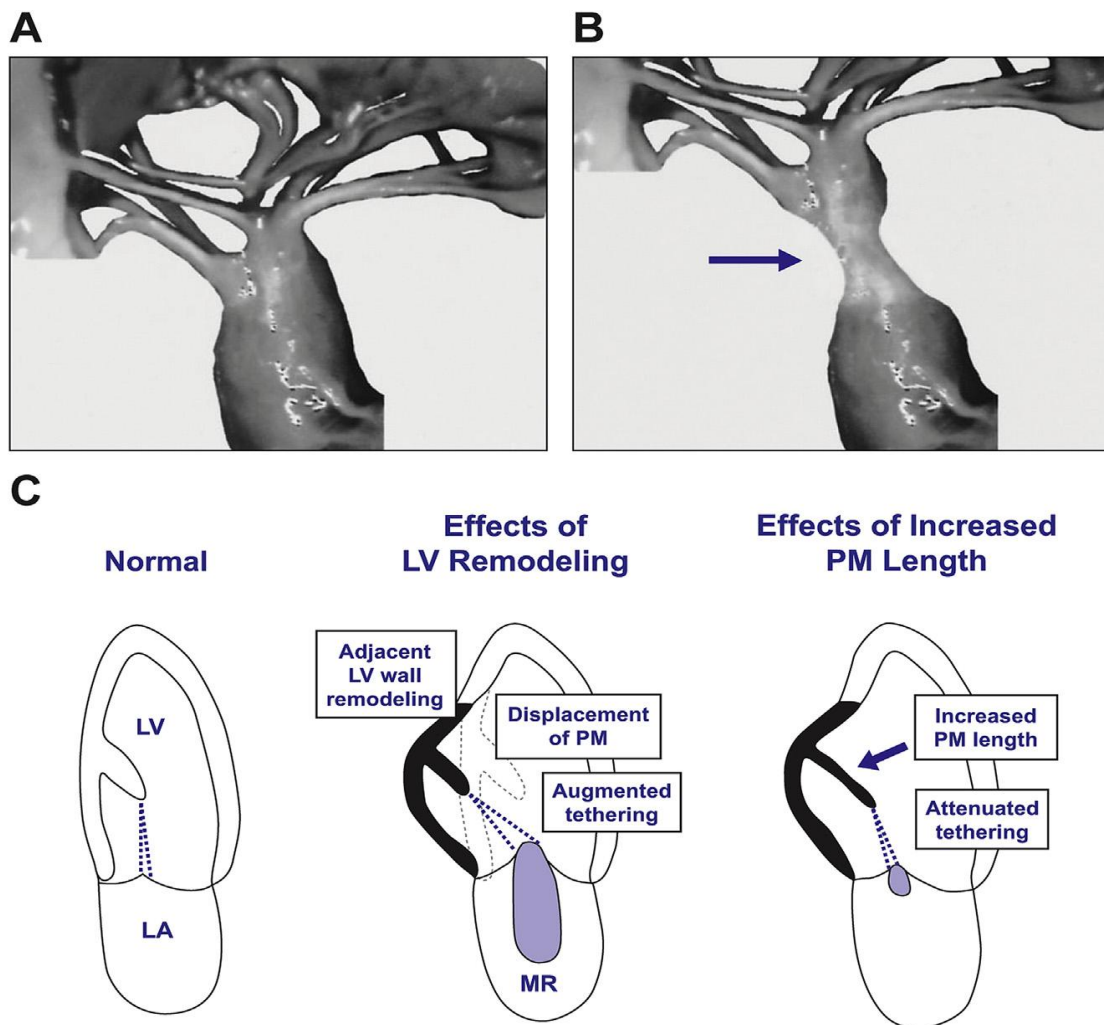 A
B
C
Normal
Effects of
LV Remodeling
Effects of Increased
PM Length
LV
LA
Adjacent
LV wall
remodeling
Displacement
of PM
Augmented
tethering
MR
Increased
PM length
Attenuated
tethering